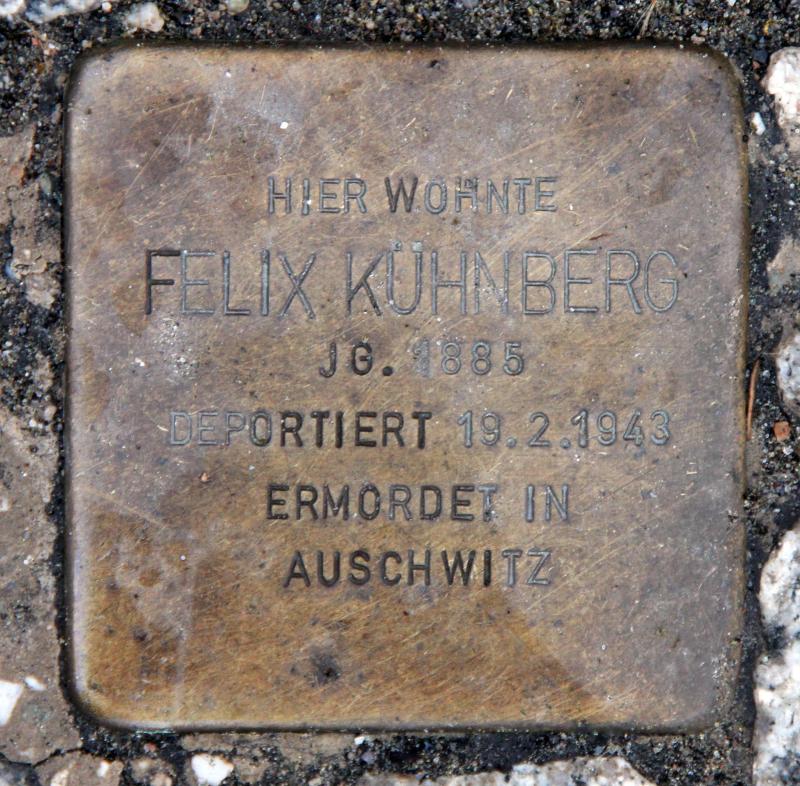 HIER WOHNTE
FELIX KÜHNBERG
JG. 1885
DEPORTIERT 19.2.1943
ERMORDET IN
AUSCHWITZ